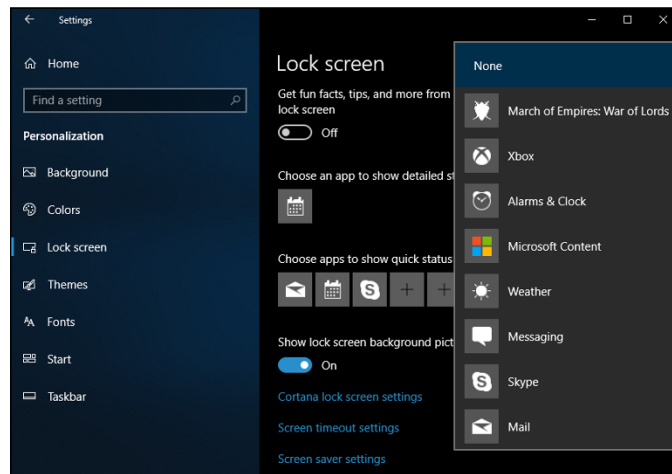 Settings
Home
Find a setting
Personalization
Background
Colors
Lock screen
Themes
Fonts
Start
Taskbar
Lock screen
Get fun facts, tips, and more from
lock screen
Off
Choose an app to show detailed st
Choose apps to show quick status
Show lock screen background pict
On
Cortana lock screen settings
Screen timeout settings
Screen saver settings
None
March of Empires: War of Lords
Xbox
Alarms & Clock
Microsoft Content
Weather
Messaging
Skype
Mail